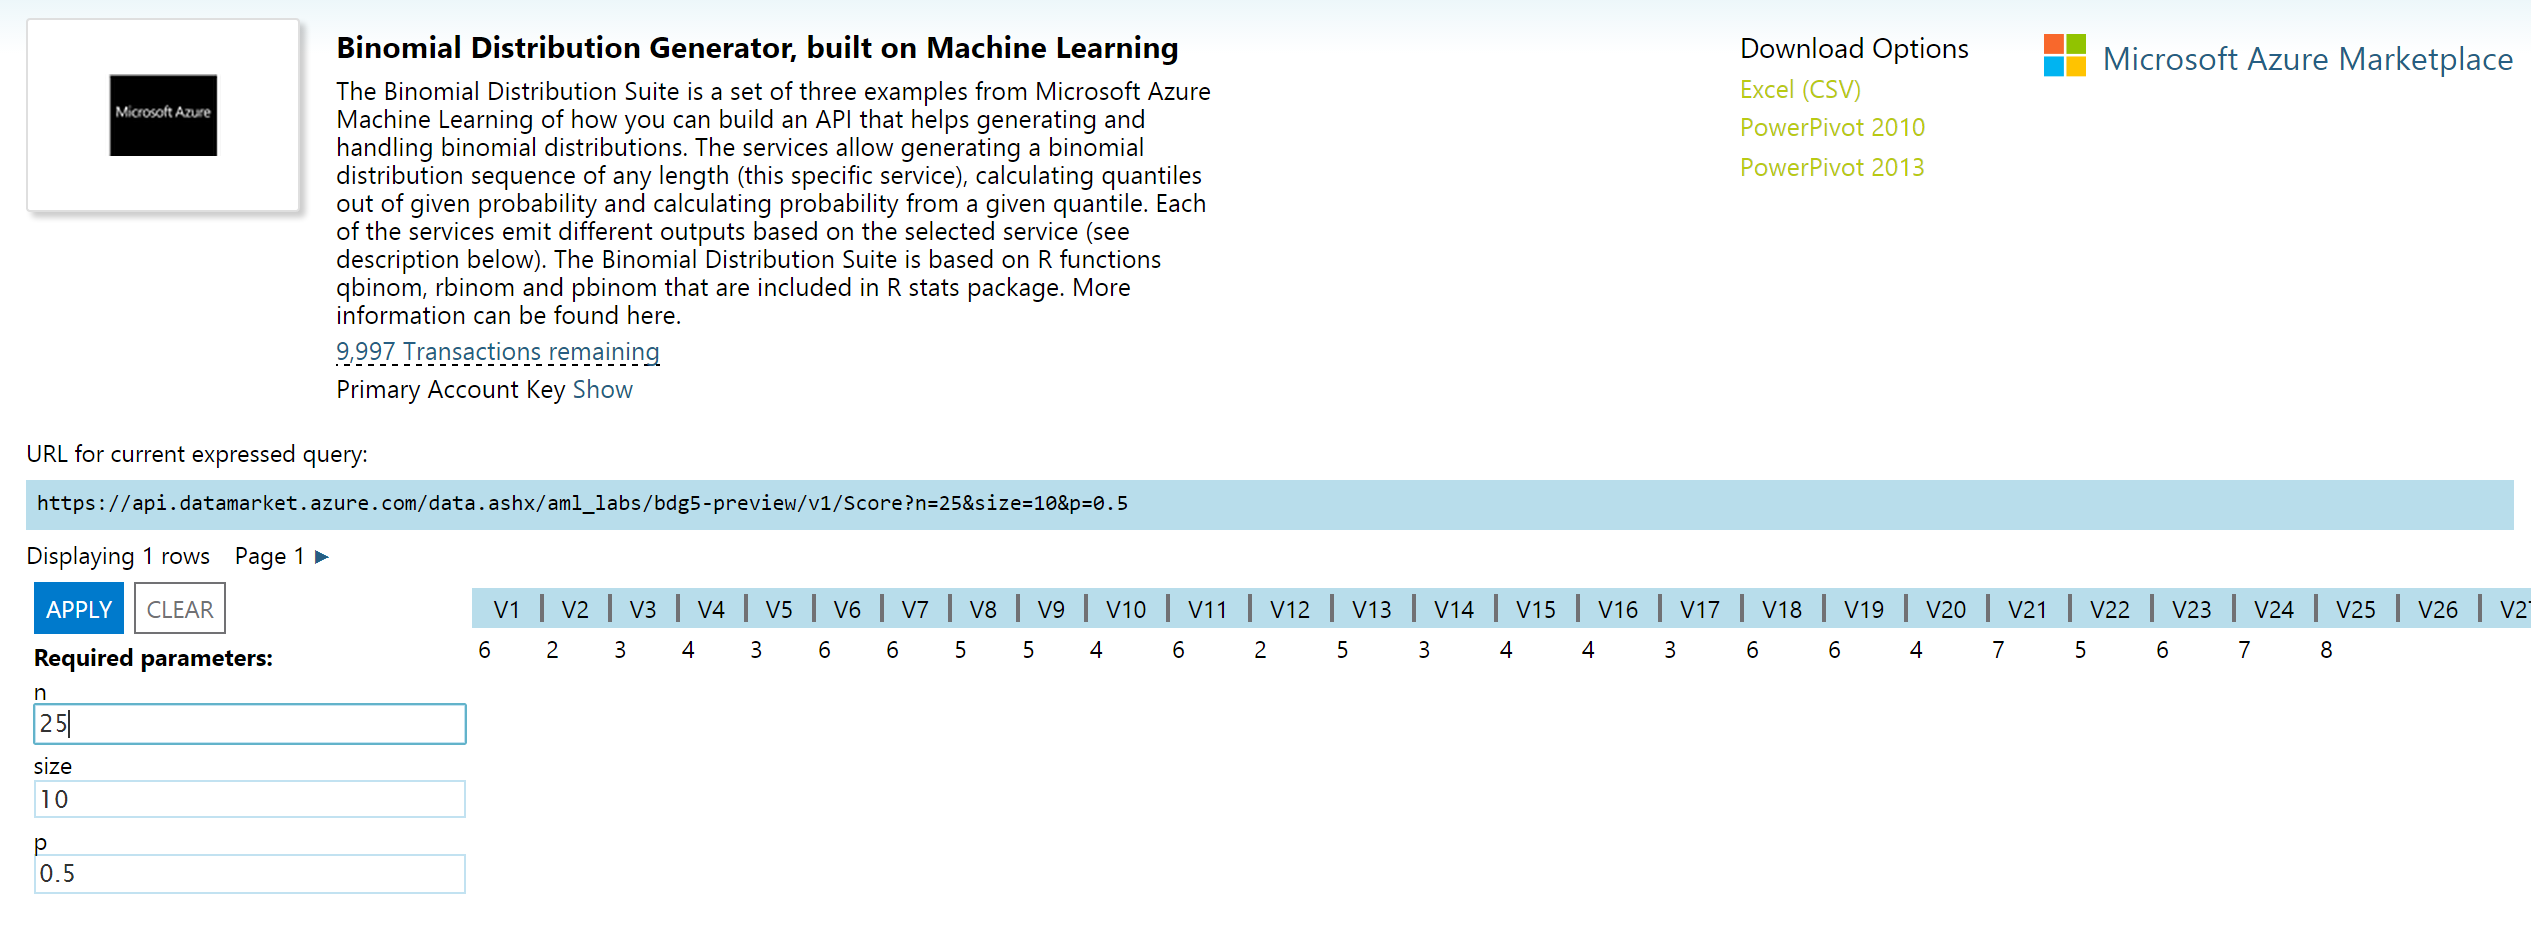 Microsoft Azure
Binomial Distribution Generator, built on Machine Learning
The Binomial Distribution Suite is a set of three examples from Microsoft Azure
Machine Learning of how you can build an API that helps generating and
handling binomial distributions. The services allow generating a binomial
distribution sequence of any length (this specific service), calculating quantiles
out of given probability and calculating probability from a given quantile. Each
of the services emit different outputs based on the selected service (see
description below). The Binomial Distribution Suite is based on R functions
qbinom, rbinom and pbinom that are included in R stats package. More
information can be found here.
9,997 Transactions remaining
Primary Account Key Show
Download Options
Excel (CSV)
PowerPivot 2010
PowerPivot 2013
Microsoft Azure Marketplace
URL for current expressed query:
https://api.datamarket.azure.com/data.ashx/aml_labs/bdg5-preview/v1/Score?n=25&size=10&p=0.5
Displaying 1 rows Page 1
APPLY CLEAR
Required parameters:
n
25
size
10
p
0.5
V1 V2 V3 V4 V5 V6 V7 V8 V9 V10 V11 V12 V13 V14 V15 V16 V17 V18 V19 V20 V21 V22 V23 V24 V25 V26
6 2 3 4 3 6 6 5 5 4 6 2 5 3 4 4 3 6 6 4 7 5 6 7 8